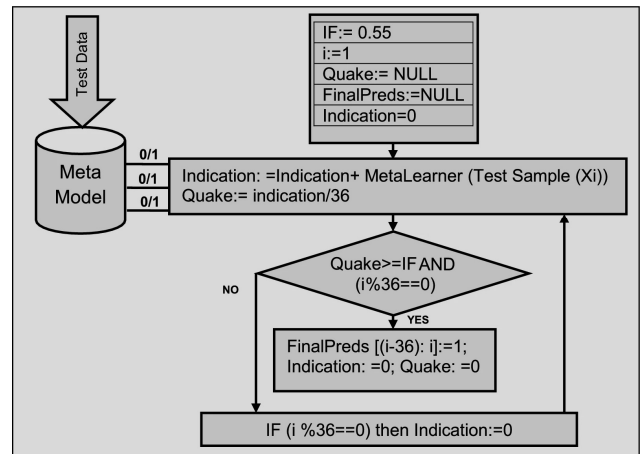 Test Data
IF:= 0.55
i:=1
Quake:= NULL
FinalPreds:=NULL
Indication=0
Meta
Model
0/1
0/1
0/1
Indication: =Indication+ MetaLearner (Test Sample (Xi))
Quake:= indication/36
Quake>=IF AND
(i%36==0)
NO
YES
FinalPreds [(i-36): i]:=1;
Indication: =0; Quake: =0
IF (i %36==0) then Indication:=0